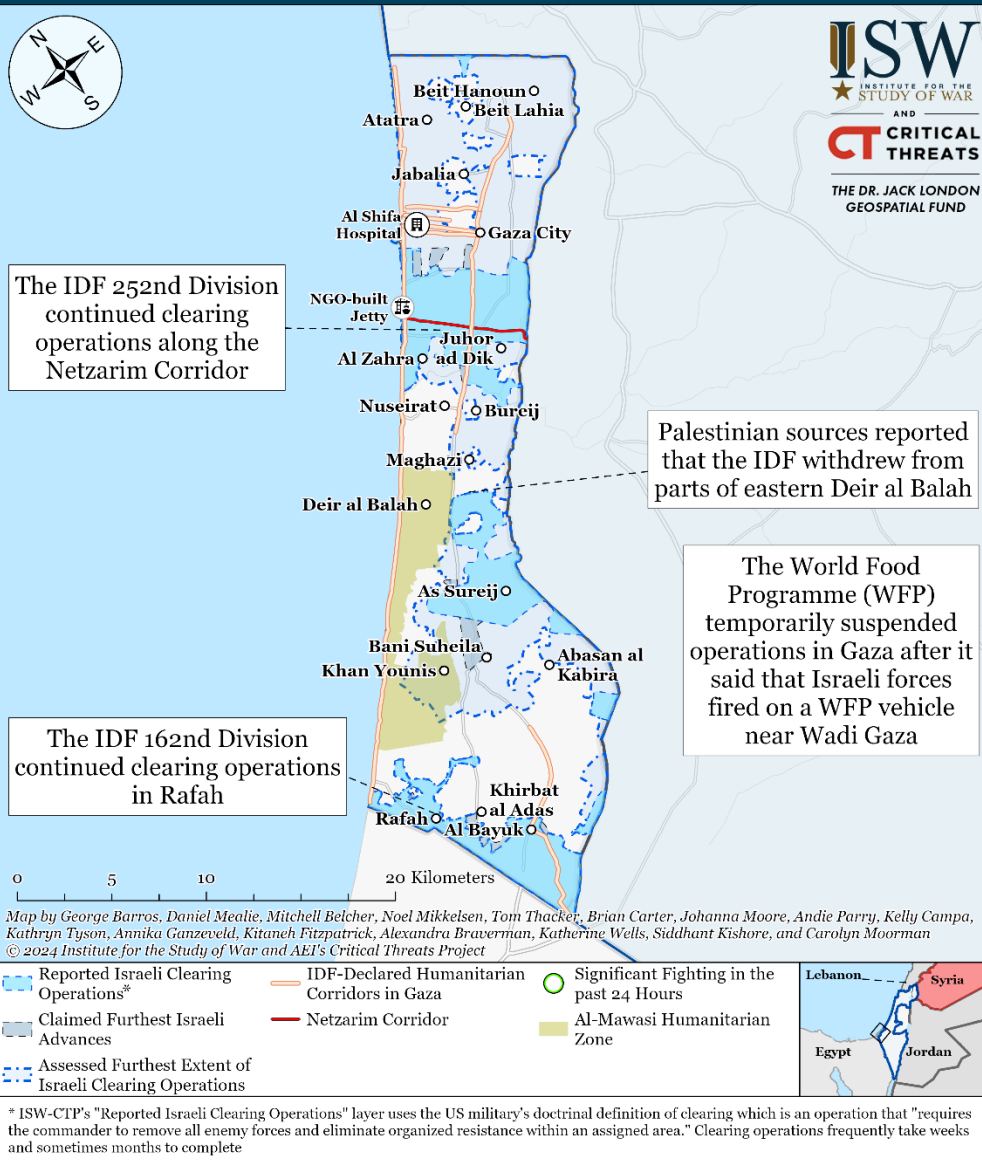 N
E
W
S
ISW
INSTITUTE FOR THE
STUDY OF WAR
AND
CT CRITICAL
THREATS
THE DR. JACK LONDON
GEOSPATIAL FUND
Beit Hanoun
Beit Lahia
Atatra
Jabalia
Al Shifa
Hospital
Gaza City
The IDF 252nd Division
continued clearing
operations along the
Netzarim Corridor
NGO-built
Jetty
Juhor
ad Dik
Al Zahra
Nuseirat
Bureij
Maghazi
Palestinian sources reported
that the IDF withdrew from
parts of eastern Deir al Balah
Deir al Balah
The World Food
Programme (WFP)
temporarily suspended
operations in Gaza after it
said that Israeli forces
fired on a WFP vehicle
near Wadi Gaza
As Sureij
Bani Suheila
Abasan al
Kabira
Khan Younis
The IDF 162nd Division
continued clearing operations
in Rafah
Khirbat
al Adas
Rafah
Al Bayuk
0 5 10 20 Kilometers
Map by George Barros, Daniel Mealie, Mitchell Belcher, Noel Mikkelsen, Tom Thacker, Brian Carter, Johanna Moore, Andie Parry, Kelly Campa,
Kathryn Tyson, Annika Ganzeveld, Kitaneh Fitzpatrick, Alexandra Braverman, Katherine Wells, Siddhant Kishore, and Carolyn Moorman
© 2024 Institute for the Study of War and AEI's Critical Threats Project
Reported Israeli Clearing
Operations*
Claimed Furthest Israeli
Advances
Assessed Furthest Extent of
Israeli Clearing Operations
IDF-Declared Humanitarian
Corridors in Gaza
Netzarim Corridor
Significant Fighting in the
past 24 Hours
Al-Mawasi Humanitarian
Zone
Lebanon
Syria
Egypt
Jordan
* ISW-CTP's "Reported Israeli Clearing Operations" layer uses the US military's doctrinal definition of clearing which is an operation that "requires
the commander to remove all enemy forces and eliminate organized resistance within an assigned area." Clearing operations frequently take weeks
and sometimes months to complete